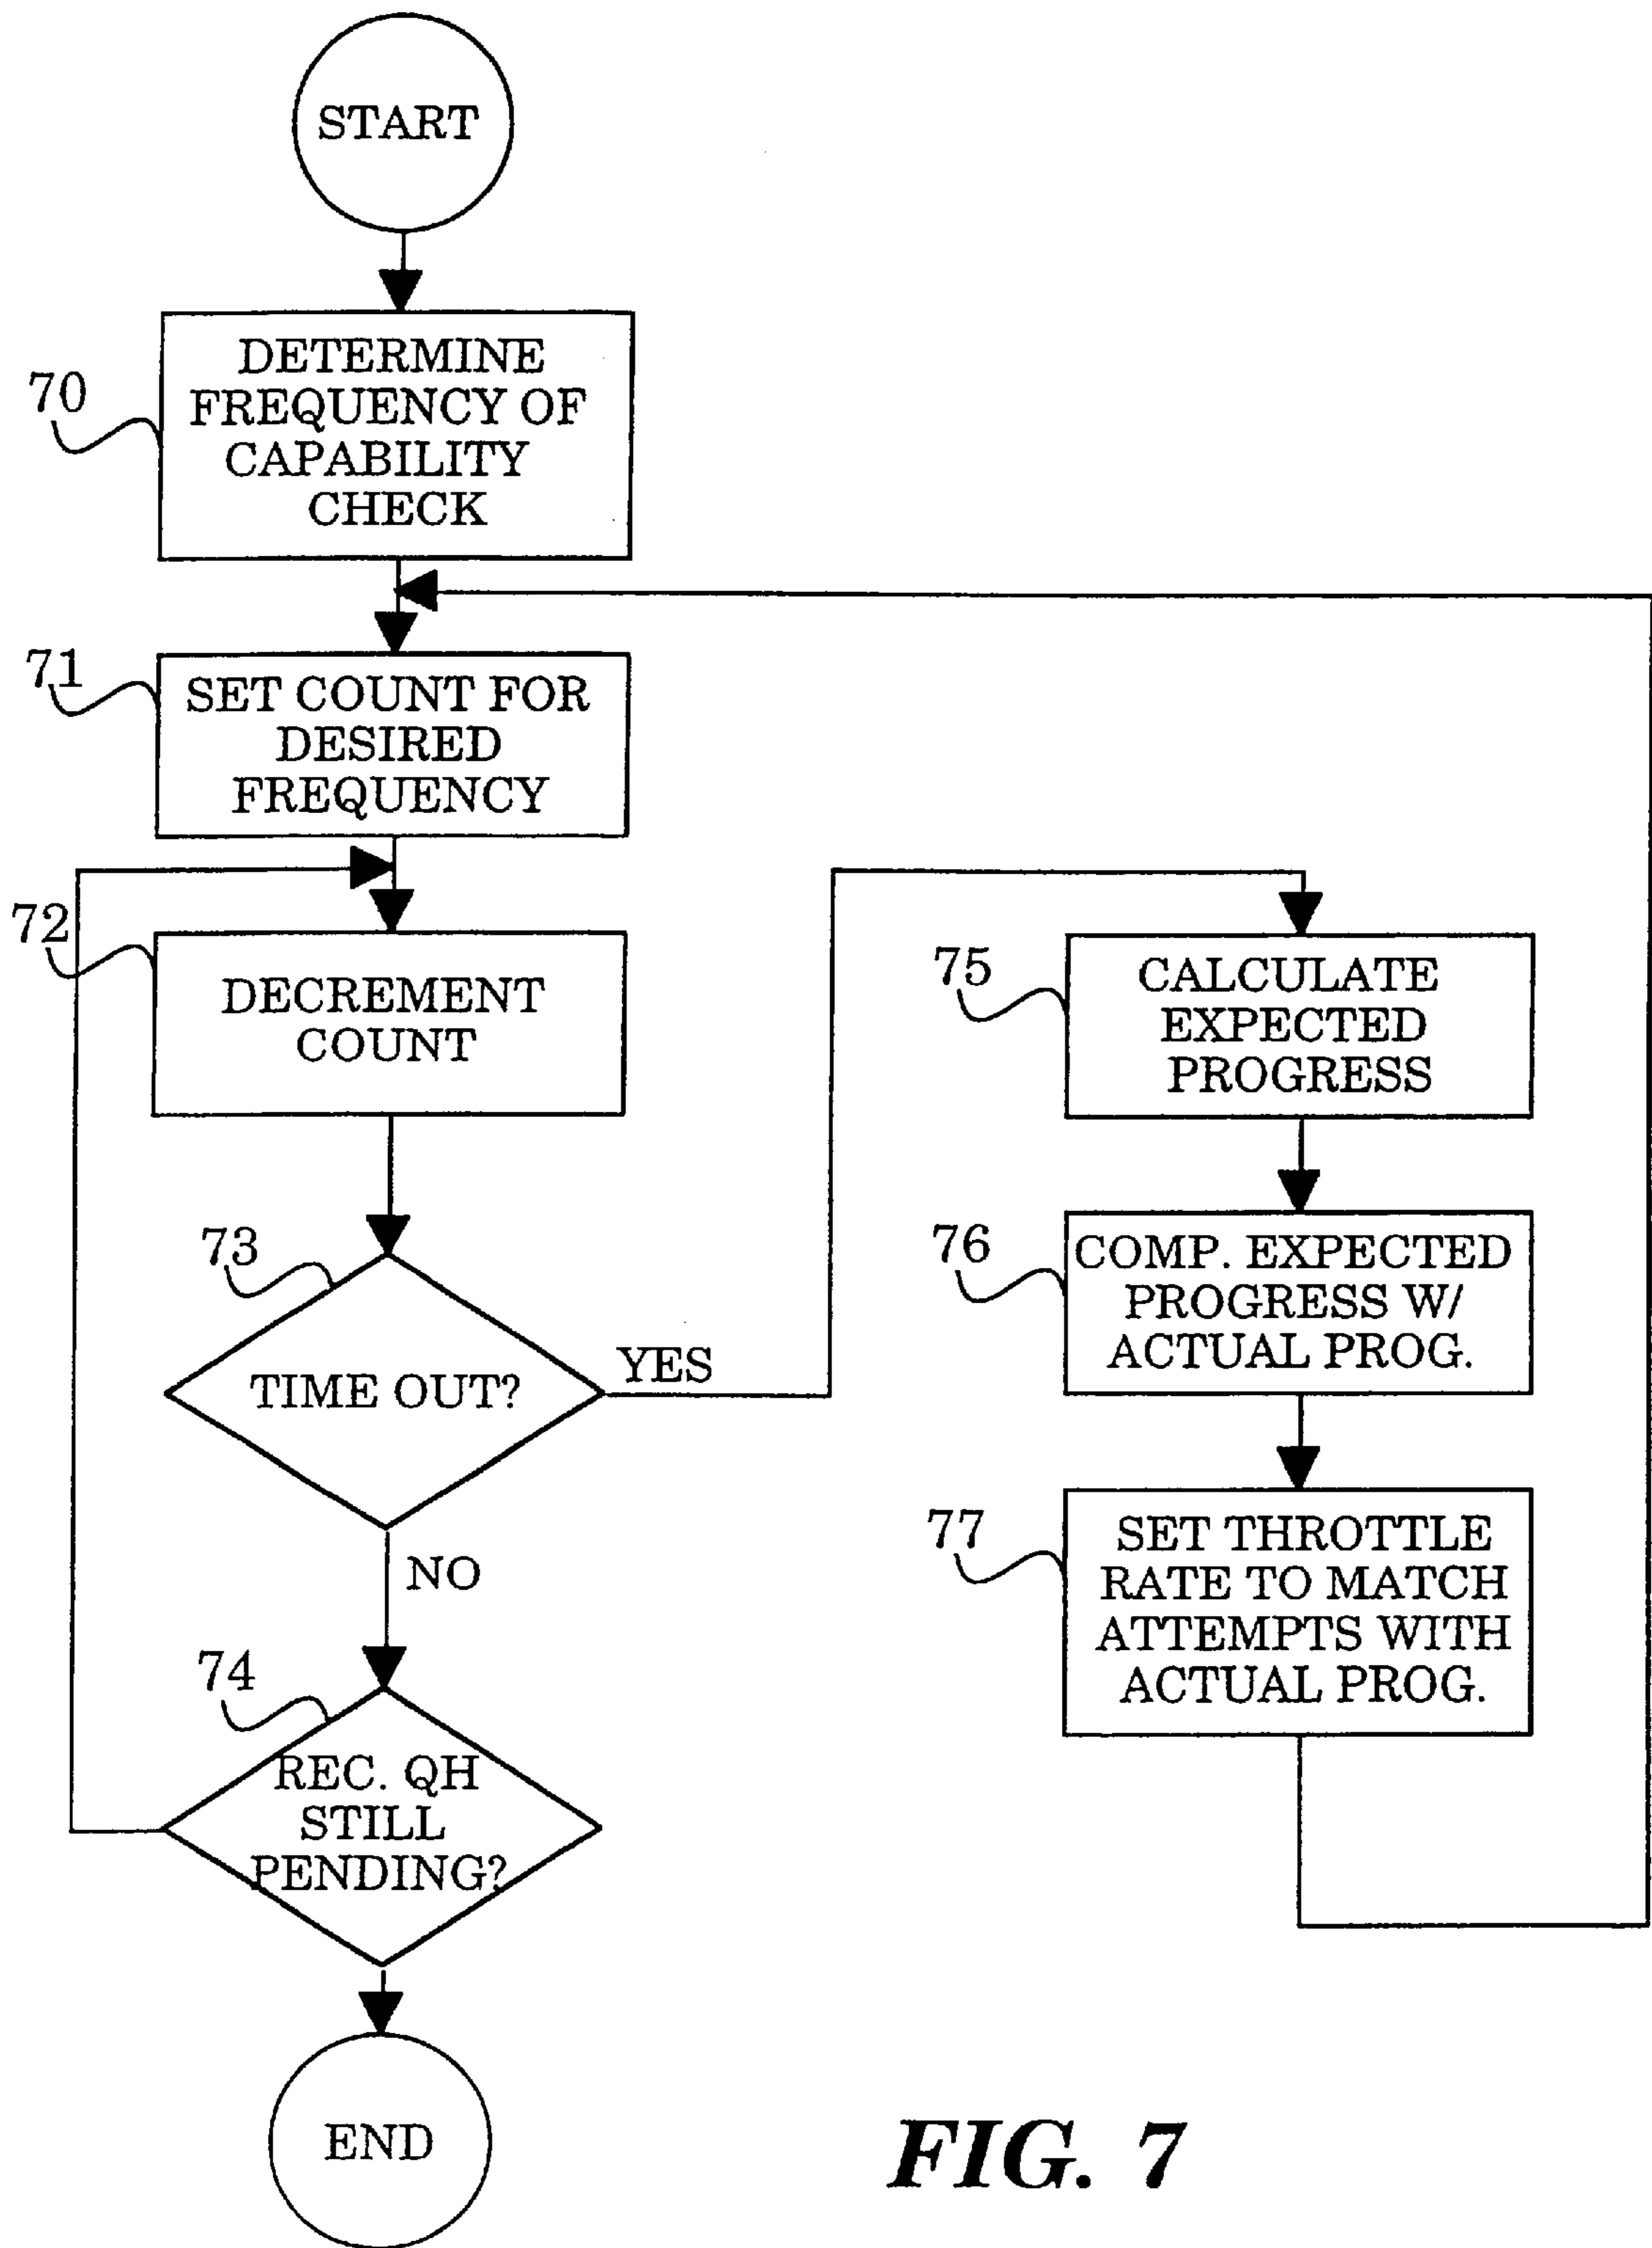 START
70
DETERMINE
FREQUENCY OF
CAPABILITY
CHECK
71
SET COUNT FOR
DESIRED
FREQUENCY
72
DECREMENT
COUNT
73
TIME OUT?
YES
NO
74
REC. QH
STILL
PENDING?
END
75
CALCULATE
EXPECTED
PROGRESS
76
COMP. EXPECTED
PROGRESS W/
ACTUAL PROG.
77
SET THROTTLE
RATE TO MATCH
ATTEMPTS WITH
ACTUAL PROG.
FIG. 7